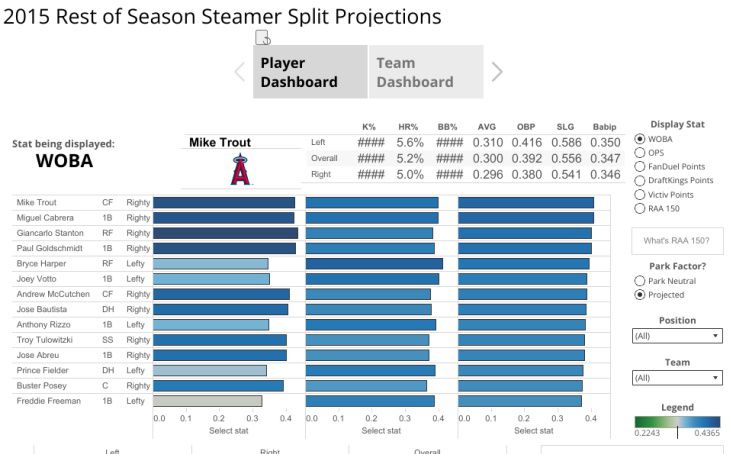 2015 Rest of Season Steamer Split Projections
Player Dashboard
Team Dashboard
Stat being displayed:
WOBA
Mike Trout
K% HR% BB% AVG OBP SLG Babip
Left #### 5.6% #### 0.310 0.416 0.586 0.350
Overall #### 5.2% #### 0.300 0.392 0.556 0.347
Right #### 5.0% #### 0.296 0.380 0.541 0.346
Display Stat
WOBA
OPS
FanDuel Points
DraftKings Points
Victiv Points
RAA 150
What's RAA 150?
Park Factor?
Park Neutral
Projected
Position
(All)
Team
(All)
Legend
0.2243 0.4365
Mike Trout CF Righty
Miguel Cabrera 1B Righty
Giancarlo Stanton RF Righty
Paul Goldschmidt 1B Righty
Bryce Harper RF Lefty
Joey Votto 1B Lefty
Andrew McCutchen CF Righty
Jose Bautista DH Righty
Anthony Rizzo 1B Lefty
Troy Tulowitzki SS Righty
Jose Abreu 1B Righty
Prince Fielder DH Lefty
Buster Posey C Righty
Freddie Freeman 1B Lefty
0.0 0.1 0.2 0.3 0.4 0.0 0.1 0.2 0.3 0.4 0.0 0.1 0.2 0.3 0.4
Select stat Select stat Select stat
Left Right Overall